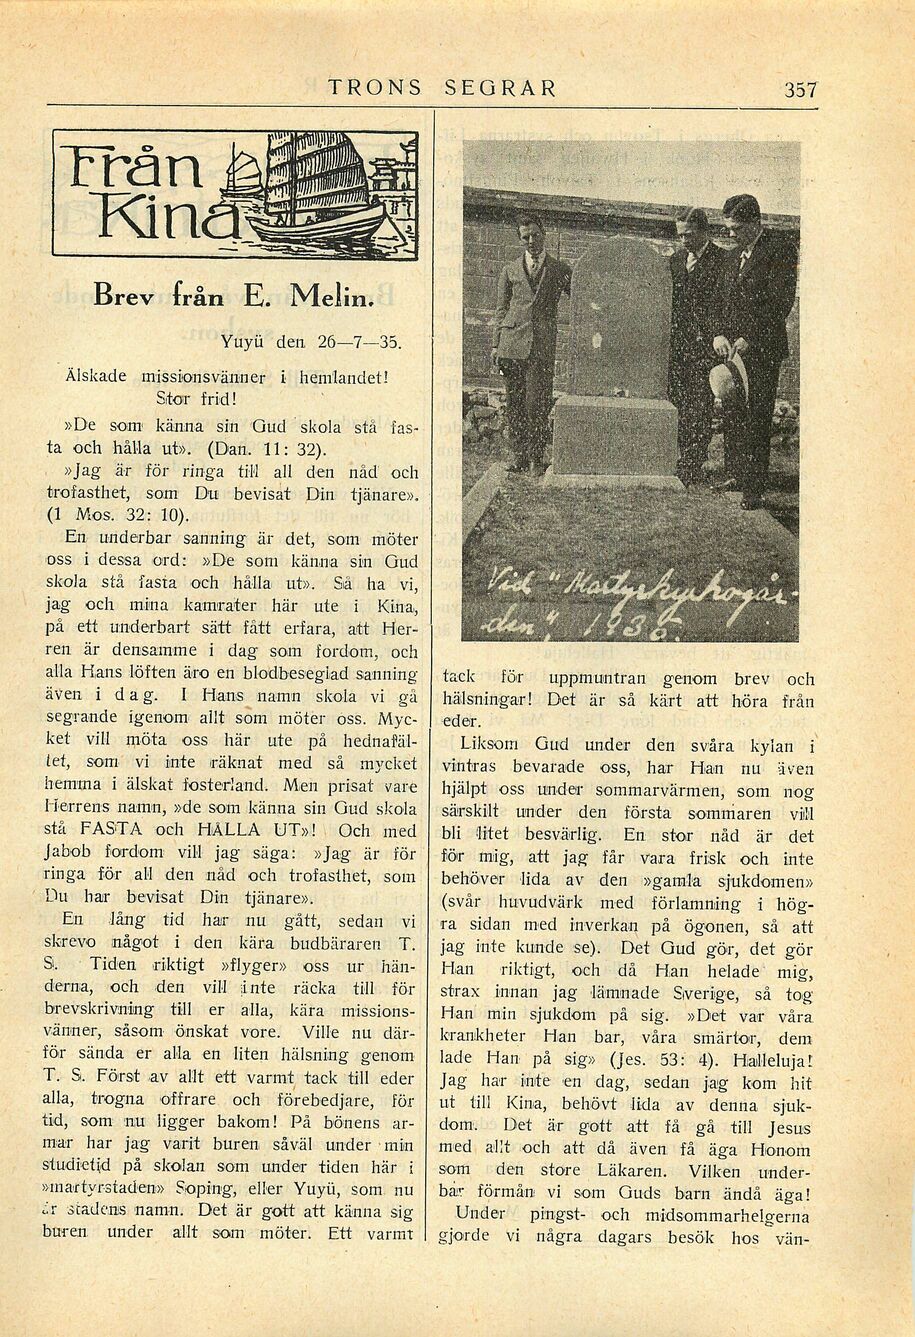 TRONS SEGRAR 357
Från
Kina
Brev från E. Melin.
Yuyü den 26—7—35.
Älskade missionsvänner i hemlandet!
Stor frid!
»De som känna sin Gud skola stå fas-
ta och hålla ut». (Dan. 11: 32).
»Jag är för ringa till all den nåd och
trofasthet, som Du bevisat Din tjänare».
(1 Mos. 32: 10).
En underbar sanning är det, som möter
oss i dessa ord: »De som känna sin Gud
skola stå fasta och hålla ut». Så ha vi,
jag och mina kamrater här ute i Kina,
på ett underbart sätt fått erfara, att Her-
ren är densamme i dag som fordom, och
alla Hans löften äro en blodbeseglad sanning
även i dag. I Hans namn skola vi gå
segrande igenom allt som möter oss. Myc-
ket vill möta oss här ute på hednafäl-
tet, som vi inte räknat med så mycket
hemma i älskat fosterland. Men prisat vare
Herrens namn, »de som känna sin Gud skola
stå FASTA och HÅLLA UT»! Och med
Jabob fordom vill jag säga: »Jag är för
ringa för all den nåd och trofasthet, som
Du har bevisat Din tjänare».
En lång tid har nu gått, sedan vi
skrevo något i den kära budbäraren T.
S. Tiden riktigt »flyger» oss ur hän-
derna, och den vill inte räcka till för
brevskrivning till er alla, kära missions-
vänner, såsom önskat vore. Ville nu där-
för sända er alla en liten hälsning genom
T. S. Först av allt ett varmt tack till eder
alla, trogna offrare och förebedjare, för
tid, som nu ligger bakom! På bönens ar-
mar har jag varit buren såväl under min
studietid på skolan som under tiden här i
»martyrstaden» Soping, eller Yuyü, som nu
är stadens namn. Det är gott att känna sig
buren under allt som möter. Ett varmt
Vid "Martyrkyrkogår-
den", 1935.
tack för uppmuntran genom brev och
hälsningar! Det är så kärt att höra från
eder.
Liksom Gud under den svåra kylan i
vintras bevarade oss, har Han nu även
hjälpt oss under sommarvärmen, som nog
särskilt under den första sommaren vill
bli litet besvärlig. En stor nåd är det
för mig, att jag får vara frisk och inte
behöver lida av den »gamla sjukdomen»
(svår huvudvärk med förlamning i hög-
ra sidan med inverkan på ögonen, så att
jag inte kunde se). Det Gud gör, det gör
Han riktigt, och då Han helade mig,
strax innan jag lämnade Sverige, så tog
Han min sjukdom på sig. »Det var våra
krankheter Han bar, våra smärtor, dem
lade Han på sig» (Jes. 53: 4). Halleluja!
Jag har inte en dag, sedan jag kom hit
ut till Kina, behövt lida av denna sjuk-
dom. Det är gott att få gå till Jesus
med allt och att då även få äga Honom
som den store Läkaren. Vilken under-
bar förmån vi som Guds barn ändå äga!
Under pingst- och midsommarhelgerna
gjorde vi några dagars besök hos vän-